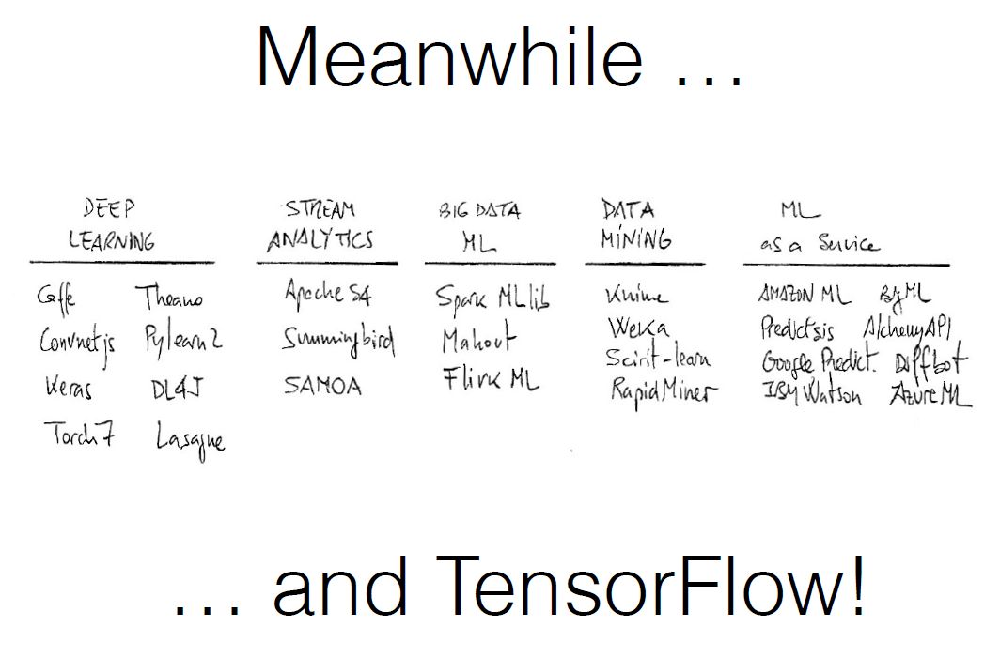 Meanwhile …
DEEP LEARNING
Caffe Theano
Convnetjs Pylearn2
Keras DL4J
Torch7 Lasagne
STREAM ANALYTICS
Apache S4
Summingbird
SAMOA
BIG DATA ML
Spark MLlib
Mahout
Flink ML
DATA MINING
Knime
Weka
Scikit-learn
RapidMiner
ML as a Service
AMAZON ML BigML
Predicsis AlchemyAPI
Google Predict. Diffbot
IBM Watson Azure ML
… and TensorFlow!